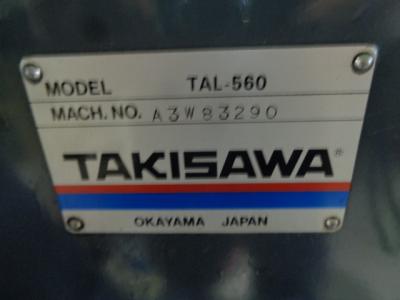 MODEL TAL-560
MACH. NO. A3W83290
TAKISAWA®
OKAYAMA JAPAN